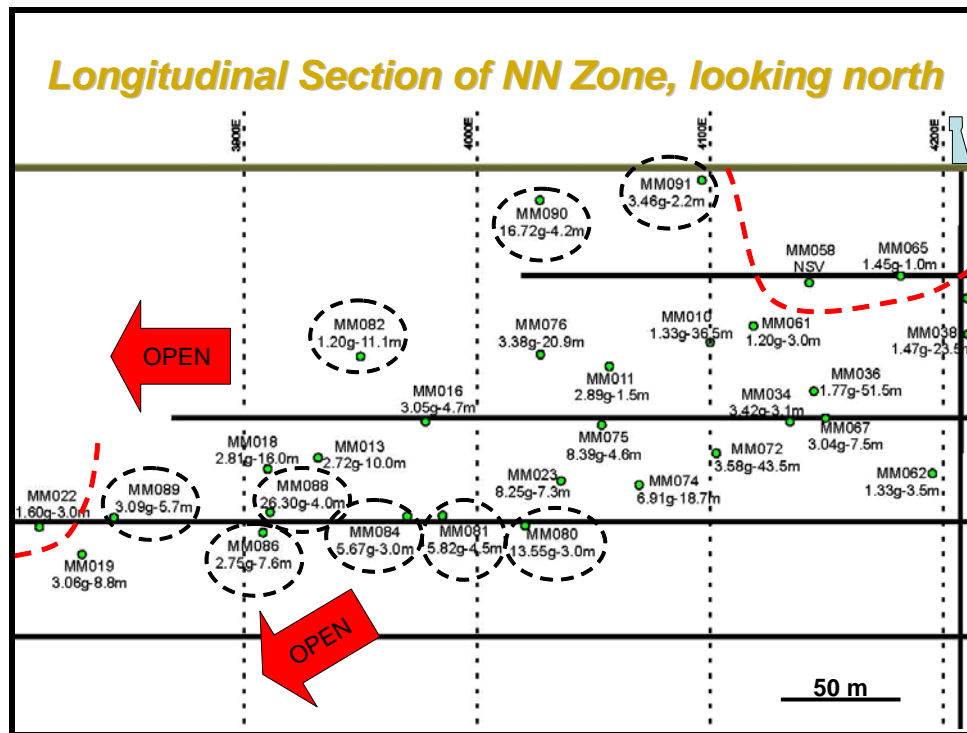 Longitudinal Section of NN Zone, looking north
3900E
4000E
4100E
4200E
MM091
3.46g-2.2m
MM090
16.72g-4.2m
MM058
NSV
MM065
1.45g-1.0m
MM082
1.20g-11.1m
MM076
3.38g-20.9m
MM010
1.33g-36.5m
MM061
1.20g-3.0m
MM038
1.47g-23.5m
OPEN
MM011
2.89g-1.5m
MM036
1.77g-51.5m
MM016
3.05g-4.7m
MM034
3.42g-3.1m
MM067
3.04g-7.5m
MM075
8.39g-4.6m
MM018
2.81g-16.0m
MM013
2.72g-10.0m
MM072
3.58g-43.5m
MM023
8.25g-7.3m
MM074
6.91g-18.7m
MM062
1.33g-3.5m
MM022
1.60g-3.0m
MM089
3.09g-5.7m
MM088
26.30g-4.0m
MM084
5.67g-3.0m
MM081
5.82g-4.5m
MM080
13.55g-3.0m
MM086
2.75g-7.6m
MM019
3.06g-8.8m
OPEN
50 m